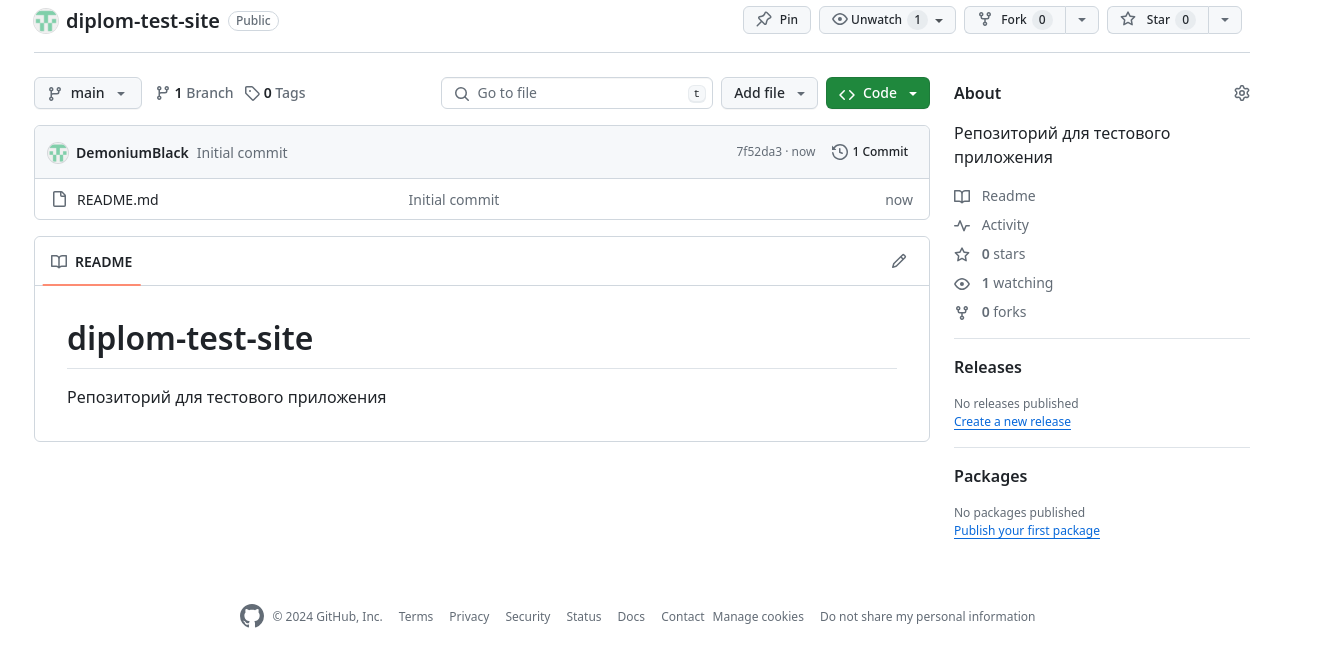 diplom-test-site Public Pin Unwatch 1 Fork 0 Star 0
main 1 Branch 0 Tags Go to file t Add file Code
DemoniumBlack Initial commit 7f52da3 · now 1 Commit
README.md Initial commit now
README
diplom-test-site
Репозиторий для тестового приложения
About
Репозиторий для тестового
приложения
Readme
Activity
0 stars
1 watching
0 forks
Releases
No releases published
Create a new release
Packages
No packages published
Publish your first package
© 2024 GitHub, Inc. Terms Privacy Security Status Docs Contact Manage cookies Do not share my personal information